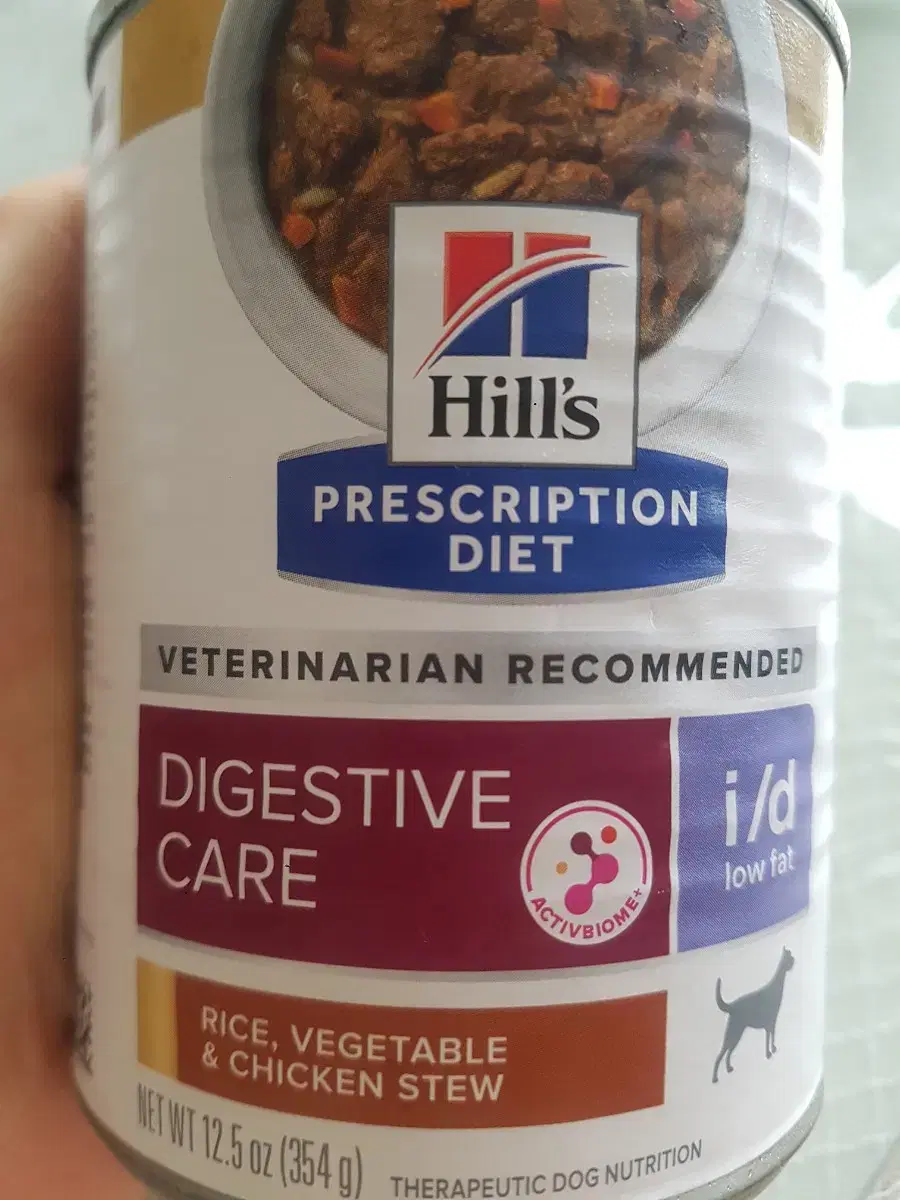 Hill's
PRESCRIPTION
DIET
VETERINARIAN RECOMMENDED
DIGESTIVE
CARE
ACTIVBIOME+
i/d
low fat
RICE, VEGETABLE
& CHICKEN STEW
NET WT 12.5 oz (354 g)
THERAPEUTIC DOG NUTRITION